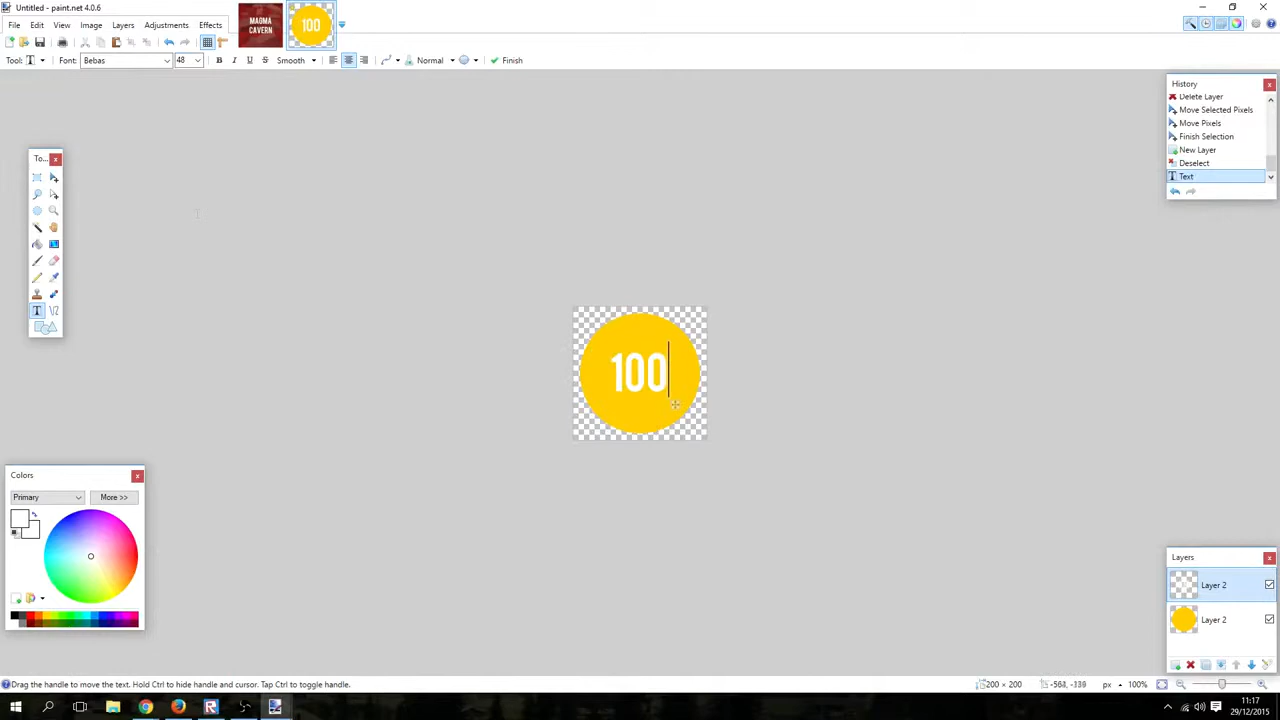 Untitled - paint.net 4.0.6
File Edit View Image Layers Adjustments Effects
MAGMA
CAVERN
100
Tool: T Font: Bebas 48 B I U S Smooth Normal Finish
History
Delete Layer
Move Selected Pixels
Move Pixels
Finish Selection
New Layer
Deselect
Text
To...
100
Colors
Primary More >>
Layers
Layer 2
Layer 2
Drag the handle to move the text. Hold Ctrl to hide handle and cursor. Tap Ctrl to toggle handle.
200 × 200 -564, -339 px 100%
11:17
29/12/2015